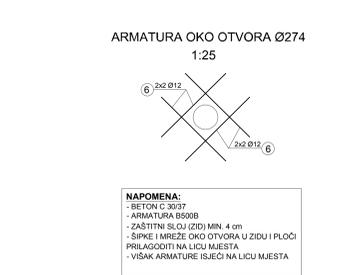 ARMATURA OKO OTVORA Ø274
1:25
6 2x2 Ø12
2x2 Ø12 6
NAPOMENA:
- BETON C 30/37
- ARMATURA B500B
- ZAŠTITNI SLOJ (ZID) MIN. 4 cm
- ŠIPKE I MREŽE OKO OTVORA U ZIDU I PLOČI
PRILAGODITI NA LICU MJESTA
- VIŠAK ARMATURE ISJEĆI NA LICU MJESTA